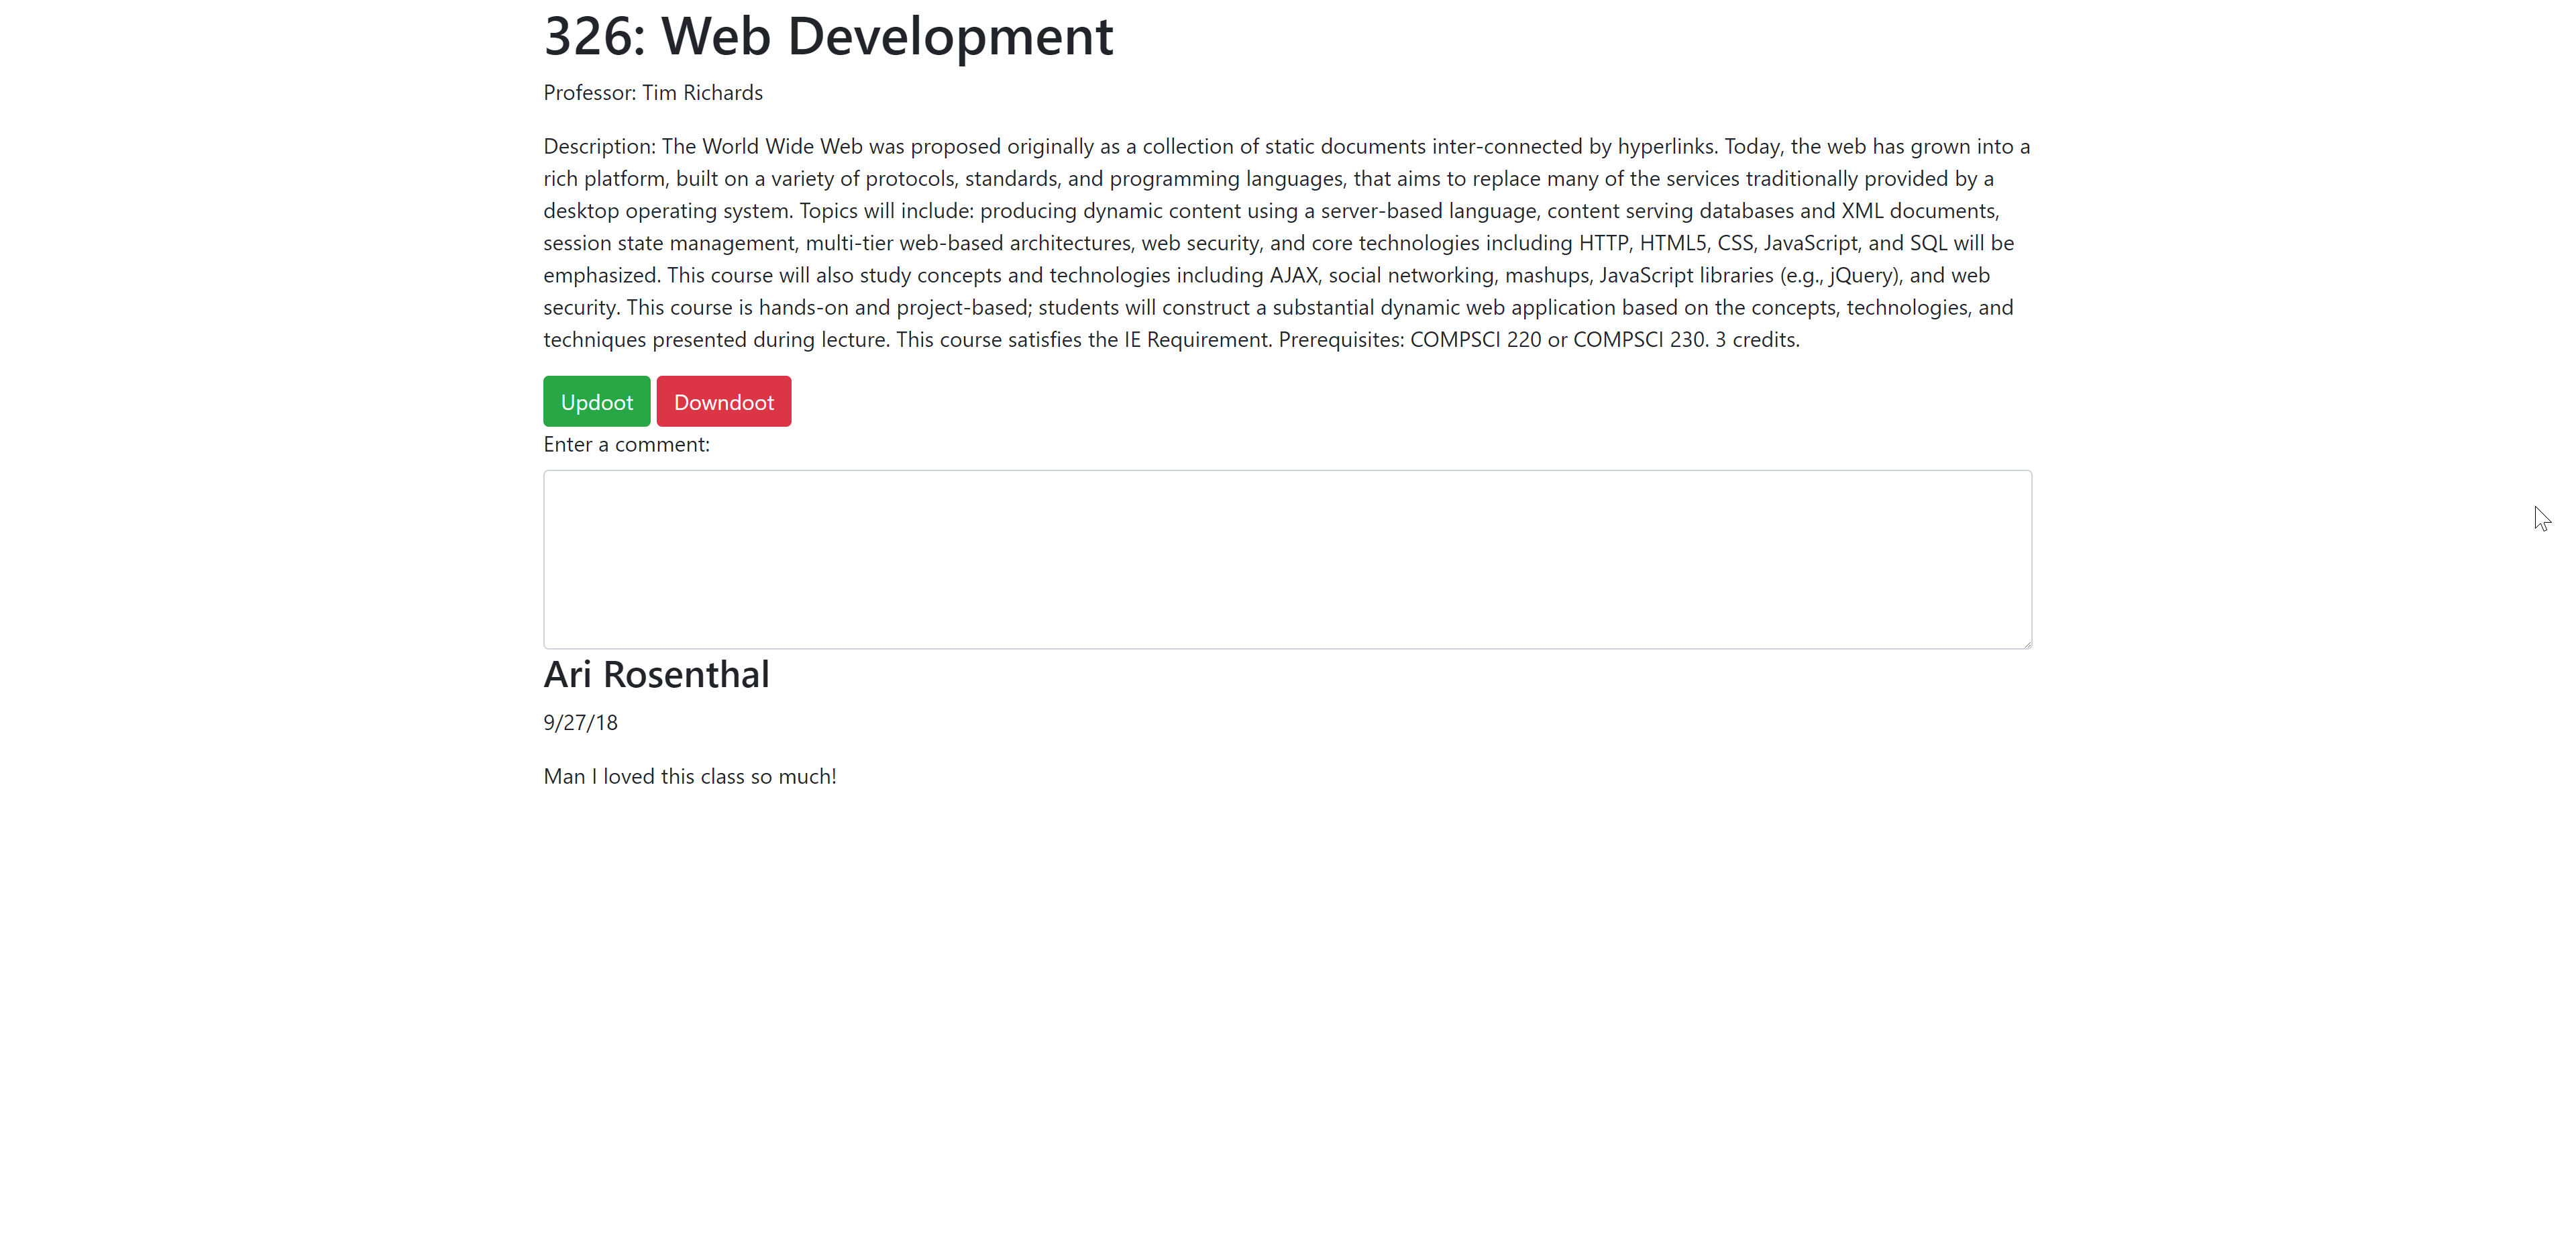 326: Web Development
Professor: Tim Richards
Description: The World Wide Web was proposed originally as a collection of static documents inter-connected by hyperlinks. Today, the web has grown into a
rich platform, built on a variety of protocols, standards, and programming languages, that aims to replace many of the services traditionally provided by a
desktop operating system. Topics will include: producing dynamic content using a server-based language, content serving databases and XML documents,
session state management, multi-tier web-based architectures, web security, and core technologies including HTTP, HTML5, CSS, JavaScript, and SQL will be
emphasized. This course will also study concepts and technologies including AJAX, social networking, mashups, JavaScript libraries (e.g., jQuery), and web
security. This course is hands-on and project-based; students will construct a substantial dynamic web application based on the concepts, technologies, and
techniques presented during lecture. This course satisfies the IE Requirement. Prerequisites: COMPSCI 220 or COMPSCI 230. 3 credits.
Updoot Downdoot
Enter a comment:
Ari Rosenthal
9/27/18
Man I loved this class so much!